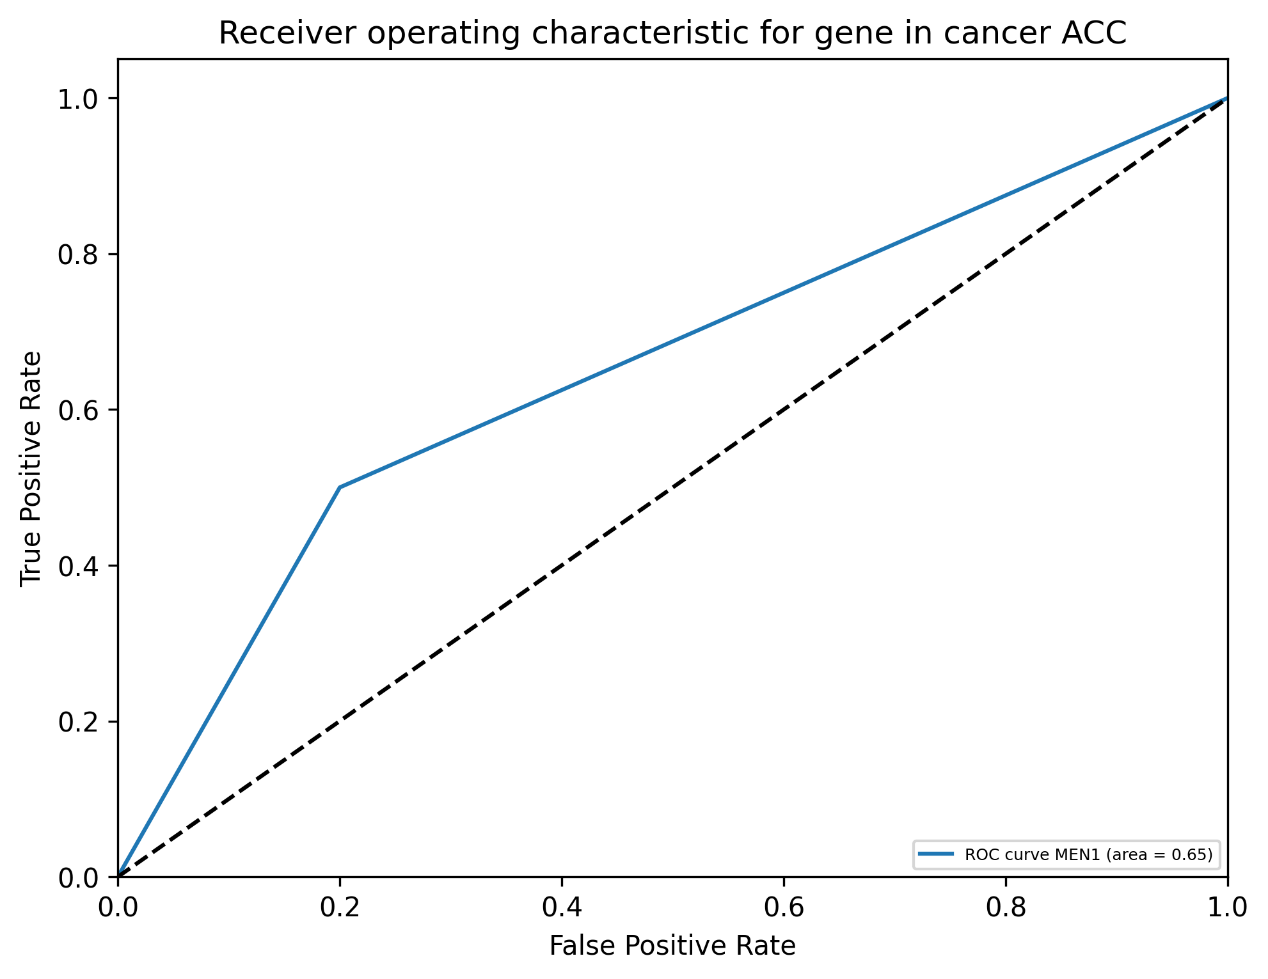 Receiver operating characteristic for gene in cancer ACC
1.0
0.8
0.6
0.4
0.2
0.0
True Positive Rate
ROC curve MEN1 (area = 0.65)
0.0 0.2 0.4 0.6 0.8 1.0
False Positive Rate